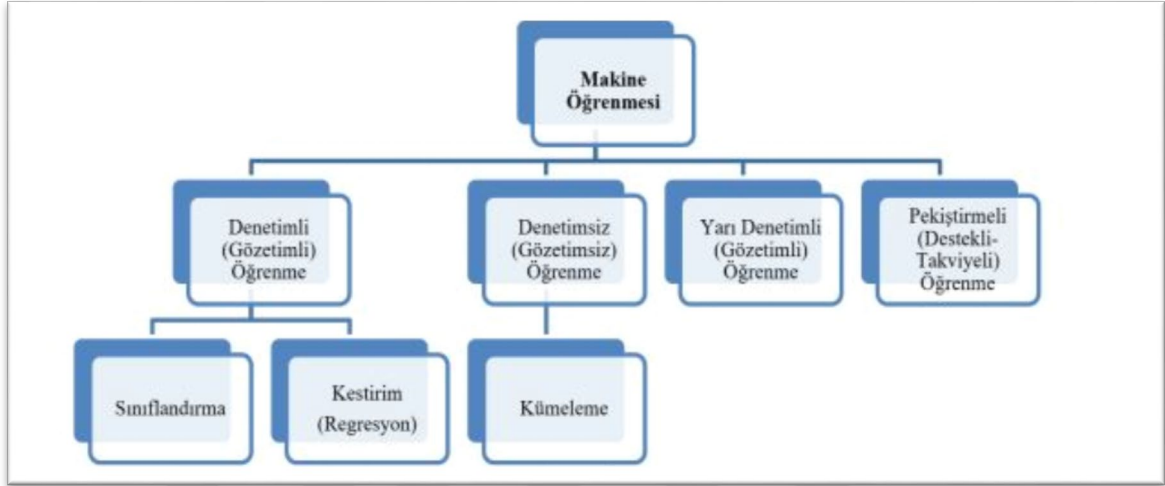 Makine
Öğrenmesi
Denetimli
(Gözetimli)
Öğrenme
Denetimsiz
(Gözetimsiz)
Öğrenme
Yarı Denetimli
(Gözetimli)
Öğrenme
Pekiştirmeli
(Destekli-
Takviyeli)
Öğrenme
Sınıflandırma
Kestirim
(Regresyon)
Kümeleme